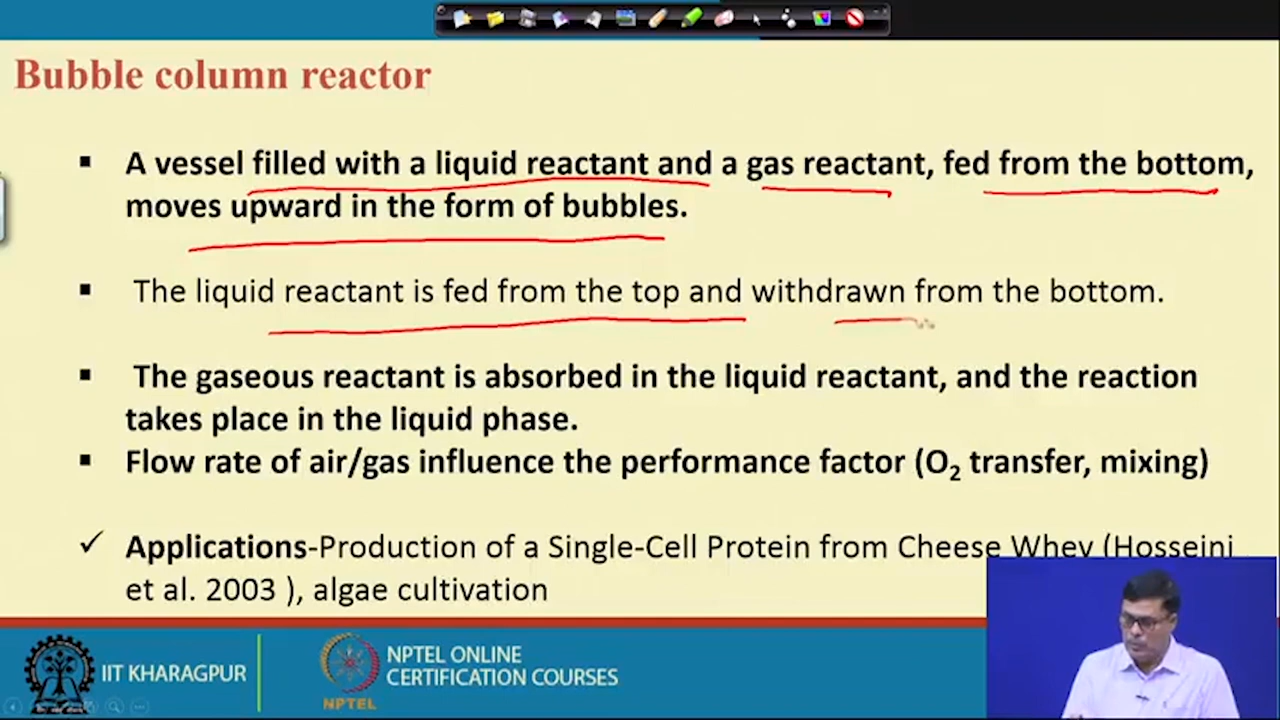 Bubble column reactor
▪ A vessel filled with a liquid reactant and a gas reactant, fed from the bottom,
moves upward in the form of bubbles.
▪ The liquid reactant is fed from the top and withdrawn from the bottom.
▪ The gaseous reactant is absorbed in the liquid reactant, and the reaction
takes place in the liquid phase.
▪ Flow rate of air/gas influence the performance factor (O₂ transfer, mixing)
✓ Applications-Production of a Single-Cell Protein from Cheese Whey (Hosseini
et al. 2003 ), algae cultivation
IIT KHARAGPUR
NPTEL
NPTEL ONLINE
CERTIFICATION COURSES